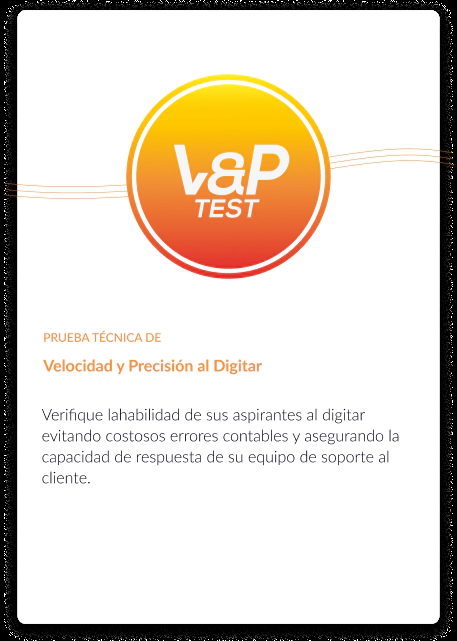 V&P
TEST
PRUEBA TÉCNICA DE
Velocidad y Precisión al Digitar
Verifique lahabilidad de sus aspirantes al digitar
evitando costosos errores contables y asegurando la
capacidad de respuesta de su equipo de soporte al
cliente.